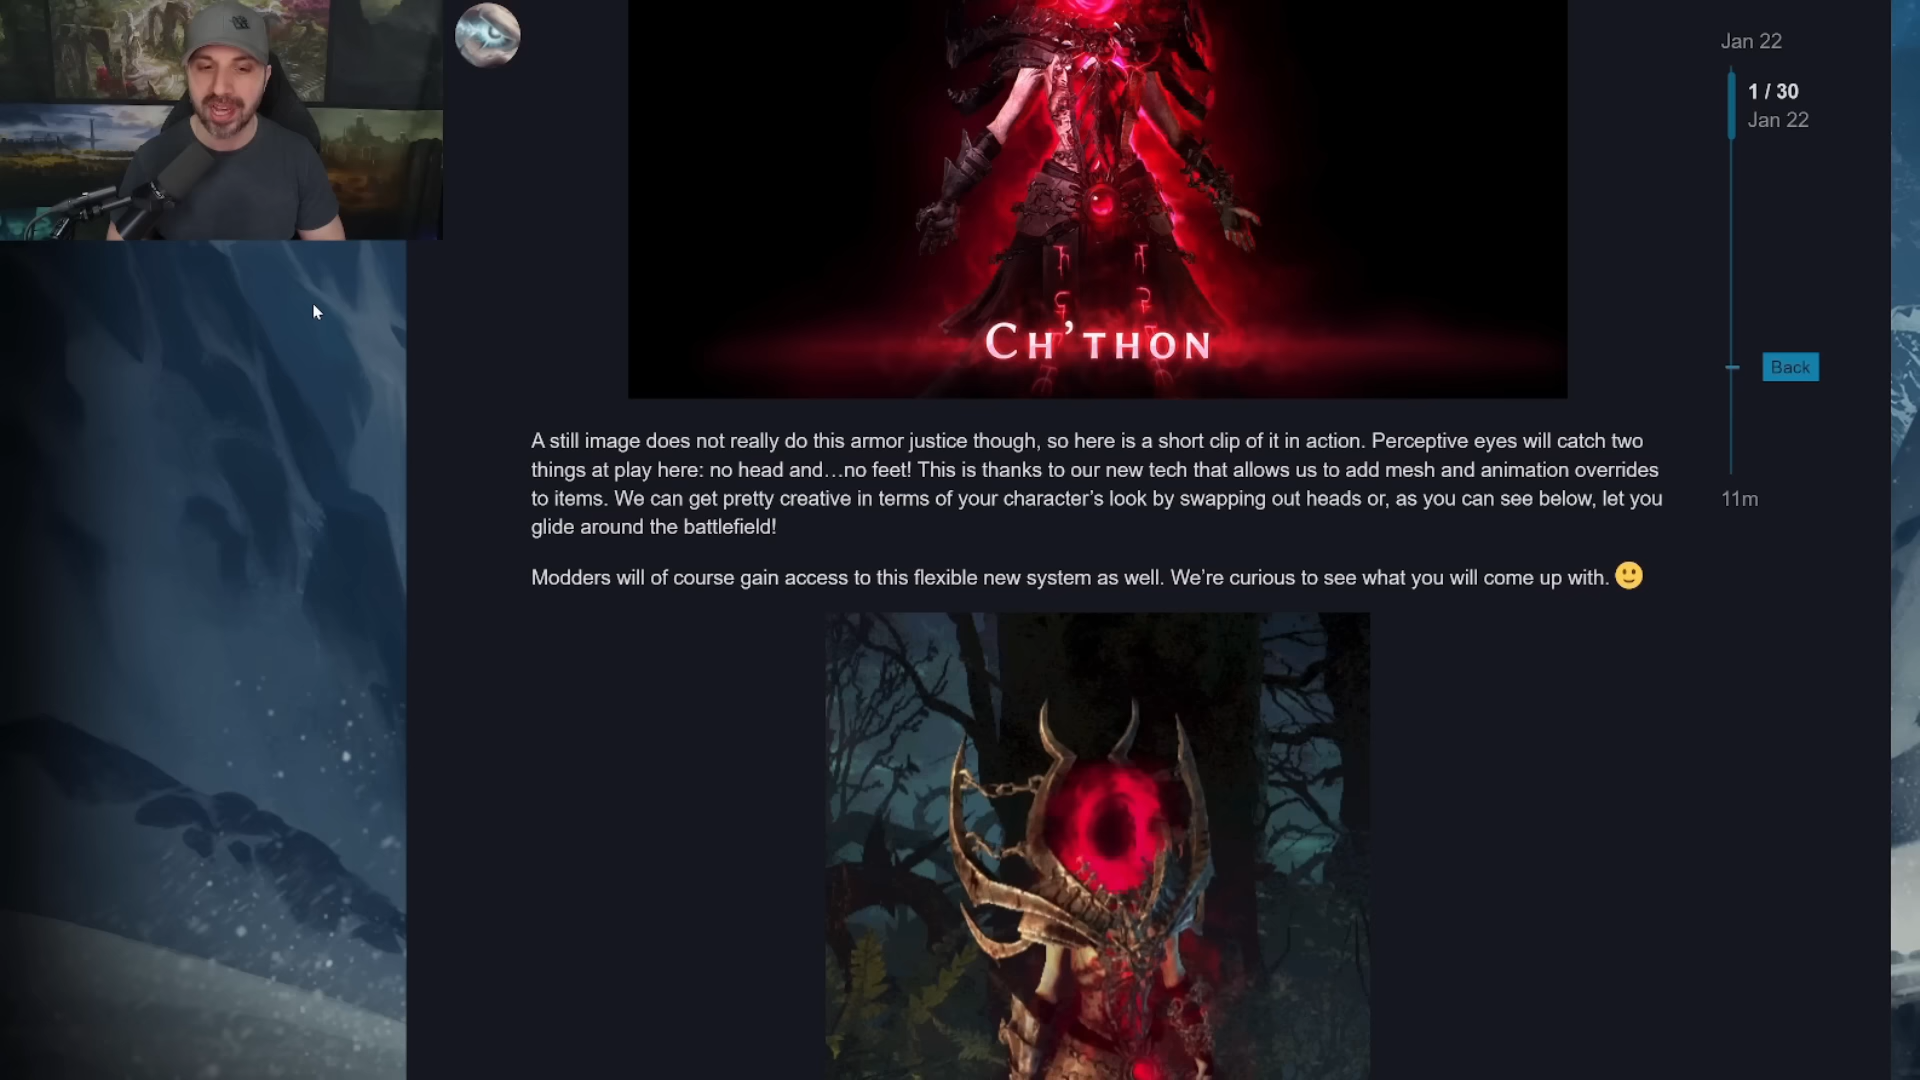 Jan 22
1 / 30
Jan 22
CH'THON
Back
A still image does not really do this armor justice though, so here is a short clip of it in action. Perceptive eyes will catch two
things at play here: no head and…no feet! This is thanks to our new tech that allows us to add mesh and animation overrides
to items. We can get pretty creative in terms of your character's look by swapping out heads or, as you can see below, let you
glide around the battlefield!
11m
Modders will of course gain access to this flexible new system as well. We're curious to see what you will come up with. 🙂